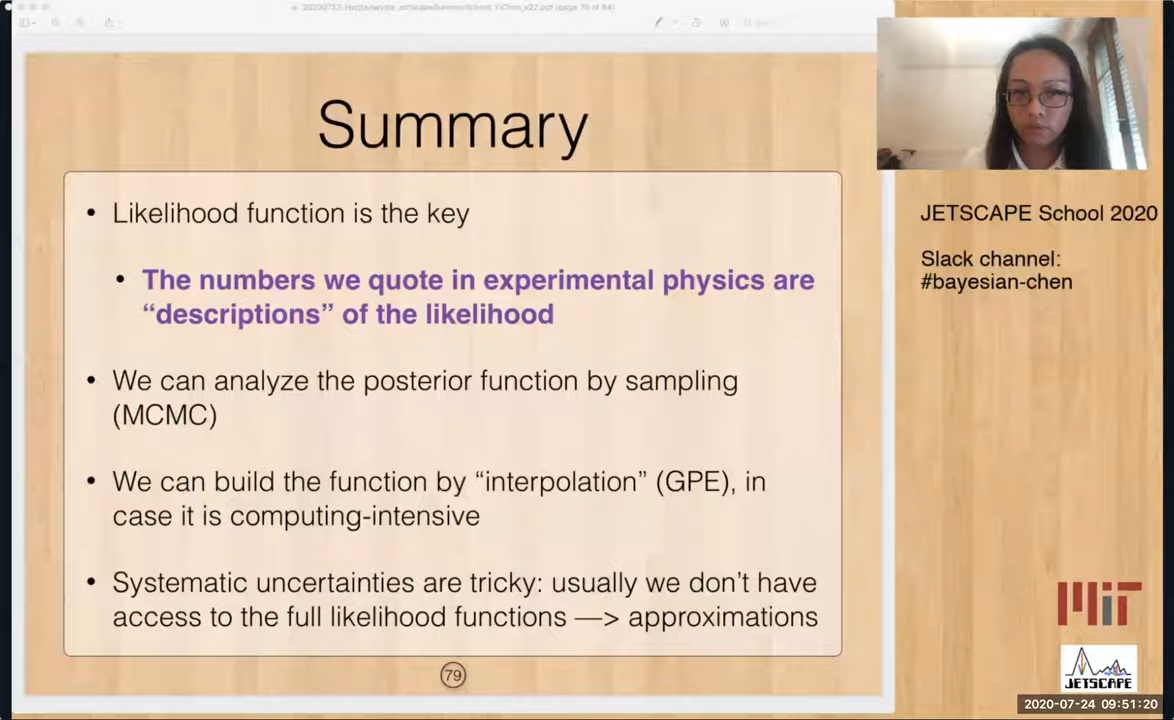 Summary
• Likelihood function is the key
• The numbers we quote in experimental physics are
“descriptions” of the likelihood
• We can analyze the posterior function by sampling
(MCMC)
• We can build the function by “interpolation” (GPE), in
case it is computing-intensive
• Systematic uncertainties are tricky: usually we don’t have
access to the full likelihood functions —> approximations
79
JETSCAPE School 2020
Slack channel:
#bayesian-chen
MIT
JETSCAPE
2020-07-24 09:51:20